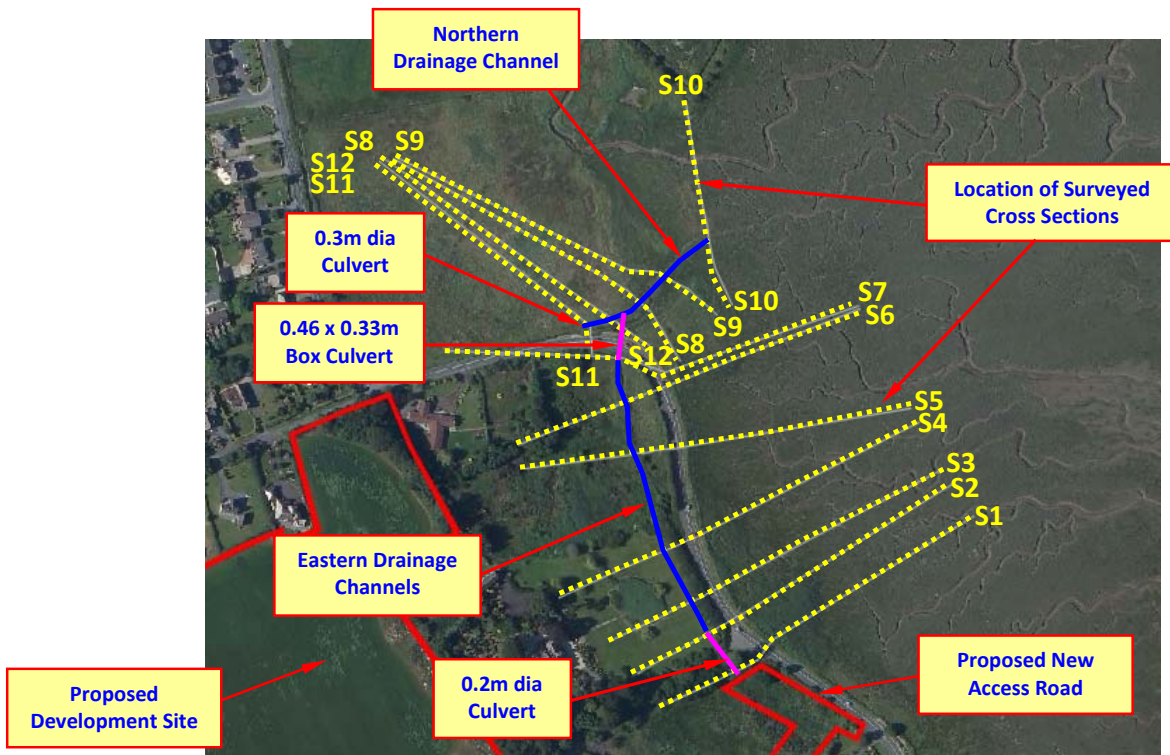 Northern
Drainage Channel
S10
S9
S8
S12
S11
Location of Surveyed
Cross Sections
0.3m dia
Culvert
S10
S7
S9
S6
0.46 x 0.33m
Box Culvert
S12
S8
S11
S5
S4
S3
S2
S1
Eastern Drainage
Channels
Proposed
Development Site
0.2m dia
Culvert
Proposed New
Access Road